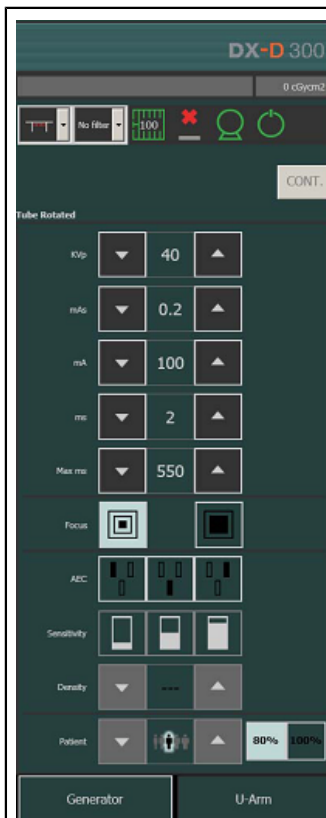 DX-D 300
0 cGycm2
No filter
100
CONT.
Tube Rotated
KVp 40
mAs 0.2
mA 100
ms 2
Max ms 550
Focus
AEC
Sensitivity
Density ---
Patient 80% 100%
Generator U-Arm